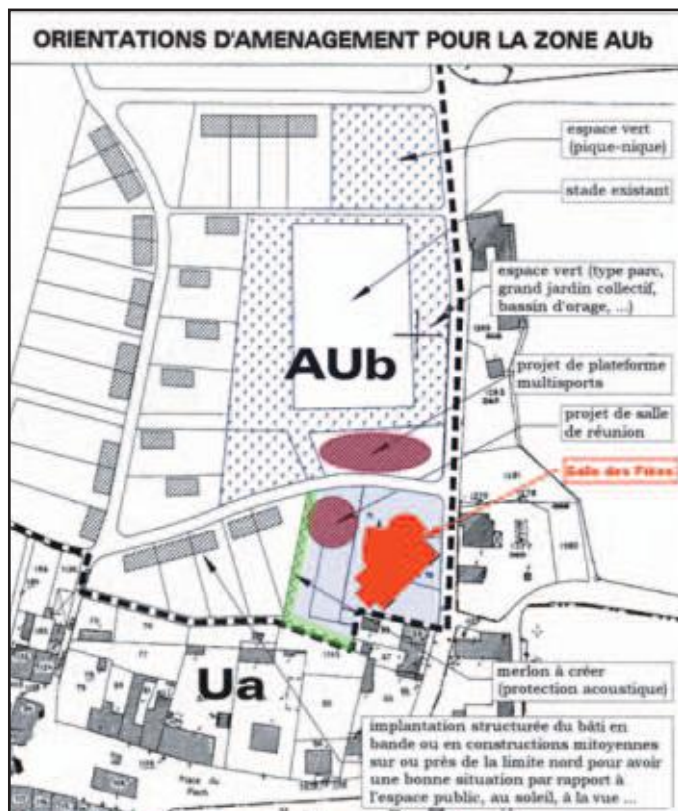 ORIENTATIONS D'AMENAGEMENT POUR LA ZONE AUb
espace vert
(pique-nique)
stade existant
espace vert (type parc,
grand jardin collectif,
bassin d'orage, ...)
AUb
projet de plateforme
multisports
projet de salle
de réunion
Salle des Fêtes
Ua
merlon à créer
(protection acoustique)
implantation structurée du bâti en
bande ou en constructions mitoyennes
sur ou près de la limite nord pour avoir
une bonne situation par rapport à
l'espace public, au soleil, à la vue ...